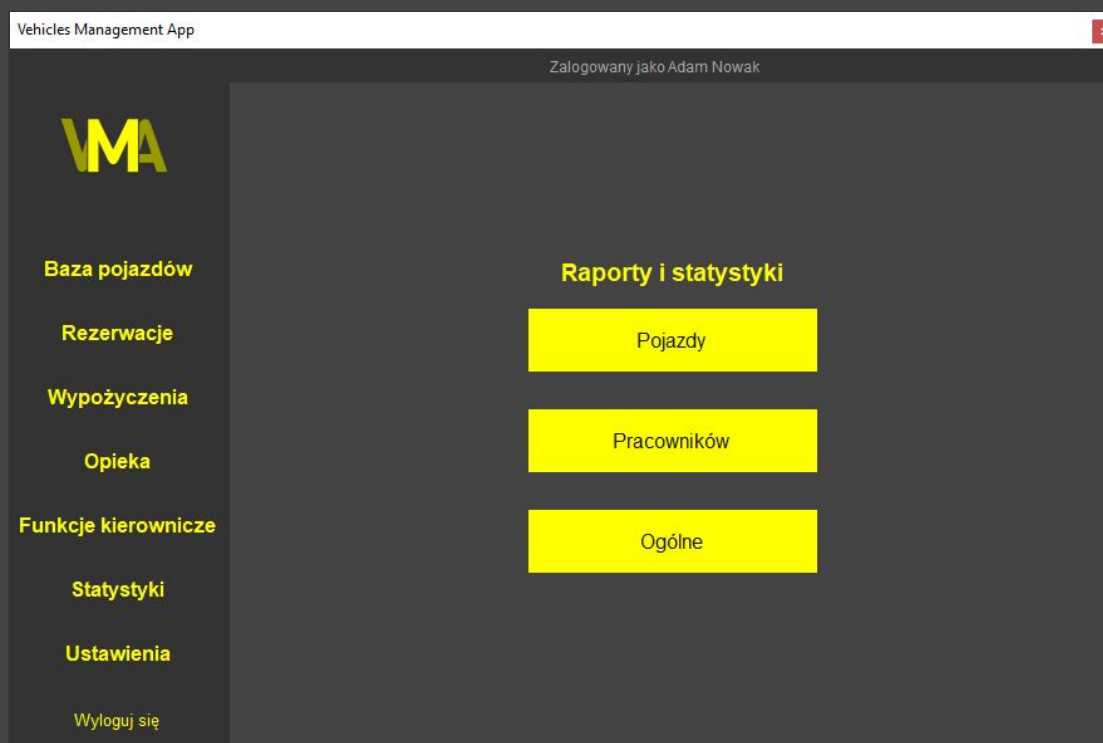 Vehicles Management App
Zalogowany jako Adam Nowak
VMA
Baza pojazdów
Rezerwacje
Wypożyczenia
Opieka
Funkcje kierownicze
Statystyki
Ustawienia
Wyloguj się
Raporty i statystyki
Pojazdy
Pracowników
Ogólne